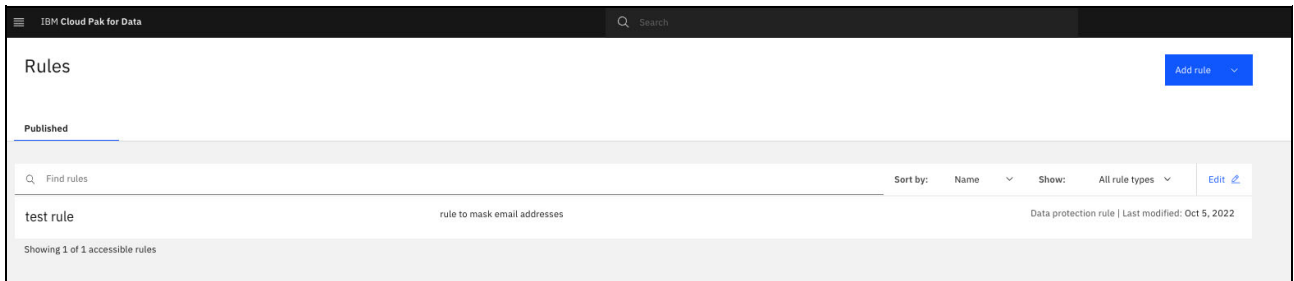 IBM Cloud Pak for Data
Search
Rules
Add rule
Published
Find rules
Sort by: Name Show: All rule types Edit
test rule rule to mask email addresses Data protection rule | Last modified: Oct 5, 2022
Showing 1 of 1 accessible rules